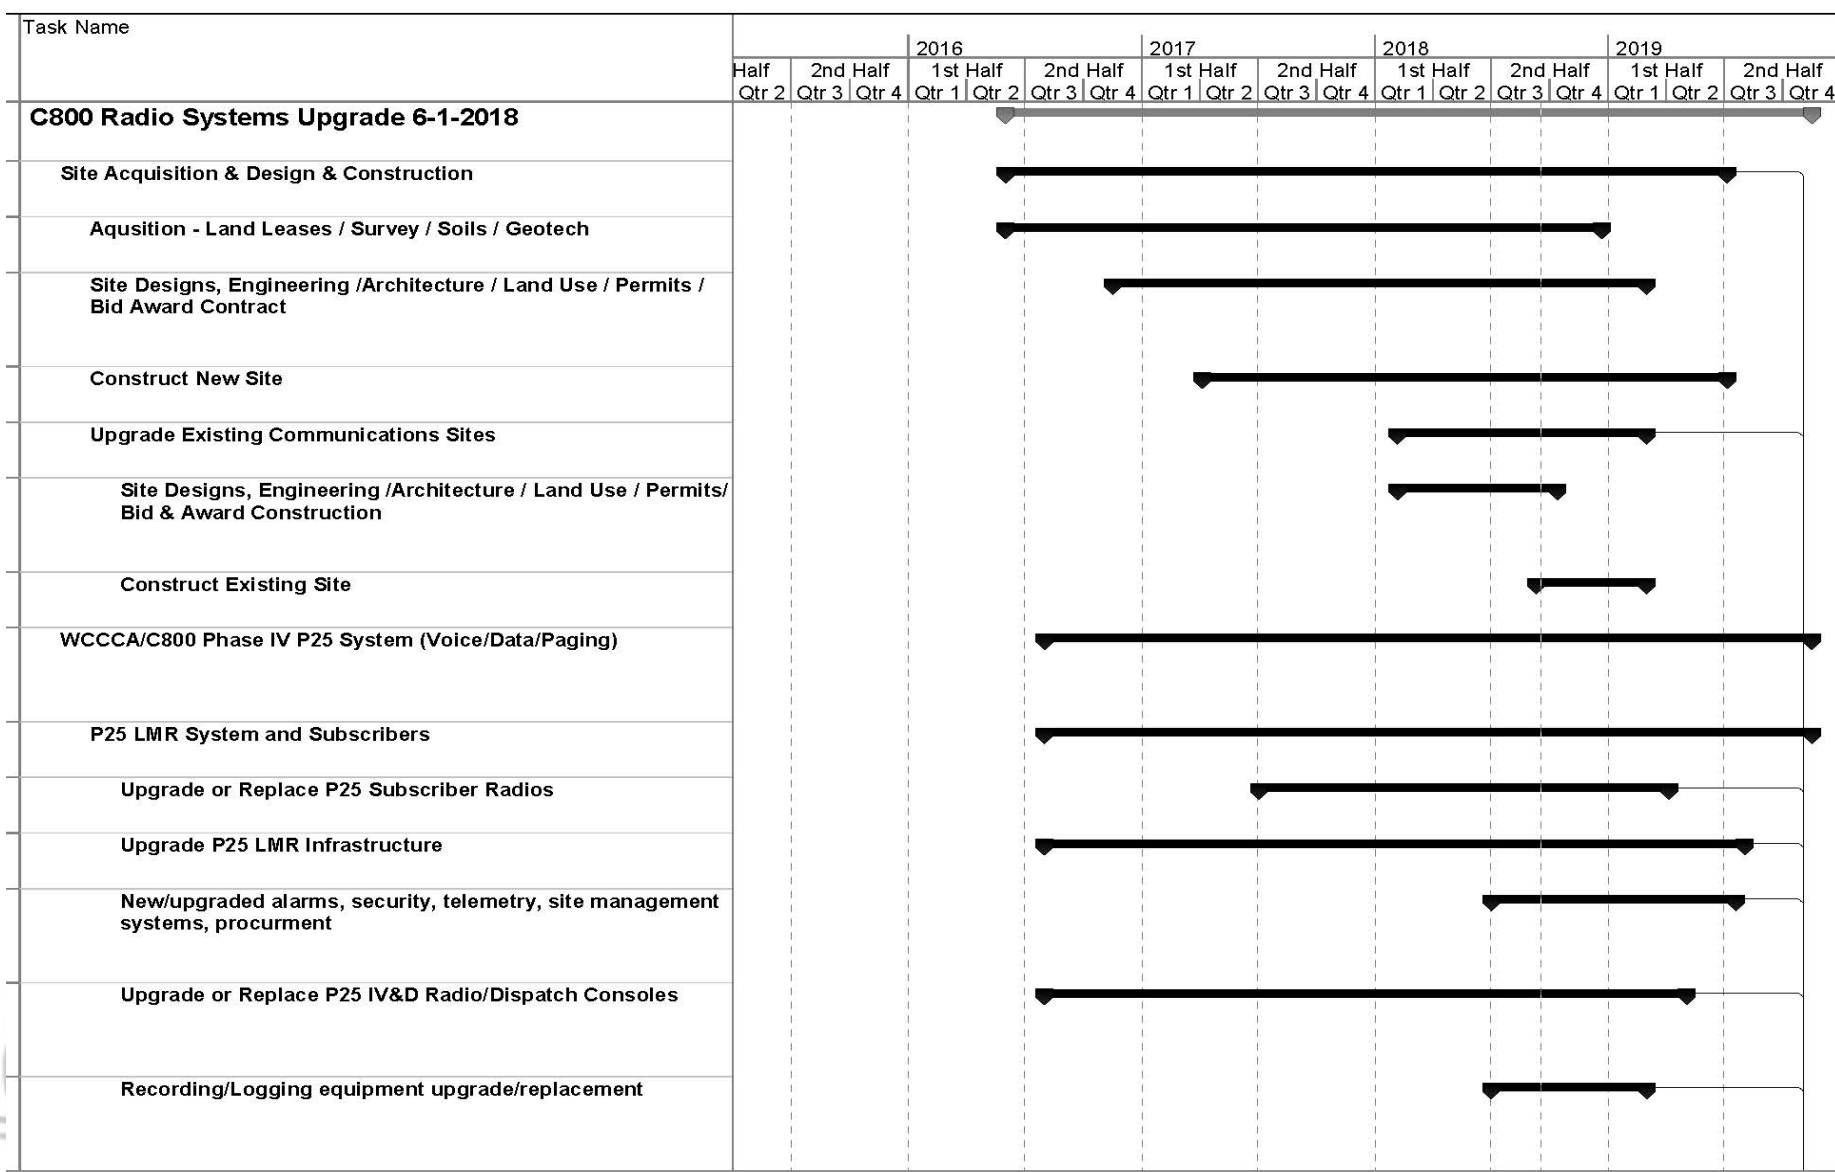 Task Name
2016
2017
2018
2019
Half
2nd Half
1st Half
2nd Half
1st Half
2nd Half
1st Half
2nd Half
1st Half
2nd Half
Qtr 2
Qtr 3
Qtr 4
Qtr 1
Qtr 2
Qtr 3
Qtr 4
Qtr 1
Qtr 2
Qtr 3
Qtr 4
Qtr 1
Qtr 2
Qtr 3
Qtr 4
Qtr 1
Qtr 2
Qtr 3
Qtr 4
C800 Radio Systems Upgrade 6-1-2018
Site Acquisition & Design & Construction
Aqusition - Land Leases / Survey / Soils / Geotech
Site Designs, Engineering /Architecture / Land Use / Permits /
Bid Award Contract
Construct New Site
Upgrade Existing Communications Sites
Site Designs, Engineering /Architecture / Land Use / Permits/
Bid & Award Construction
Construct Existing Site
WCCCA/C800 Phase IV P25 System (Voice/Data/Paging)
P25 LMR System and Subscribers
Upgrade or Replace P25 Subscriber Radios
Upgrade P25 LMR Infrastructure
New/upgraded alarms, security, telemetry, site management
systems, procurment
Upgrade or Replace P25 IV&D Radio/Dispatch Consoles
Recording/Logging equipment upgrade/replacement